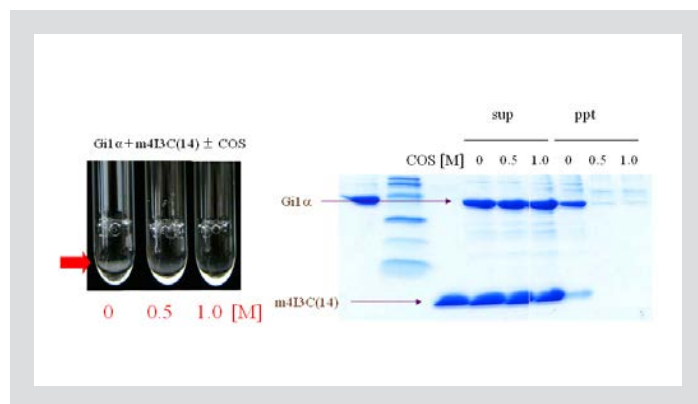 Gi1α+m4I3C(14) ± COS
0 0.5 1.0 [M]
sup ppt
COS [M] 0 0.5 1.0 0 0.5 1.0
Gi1α
m4I3C(14)